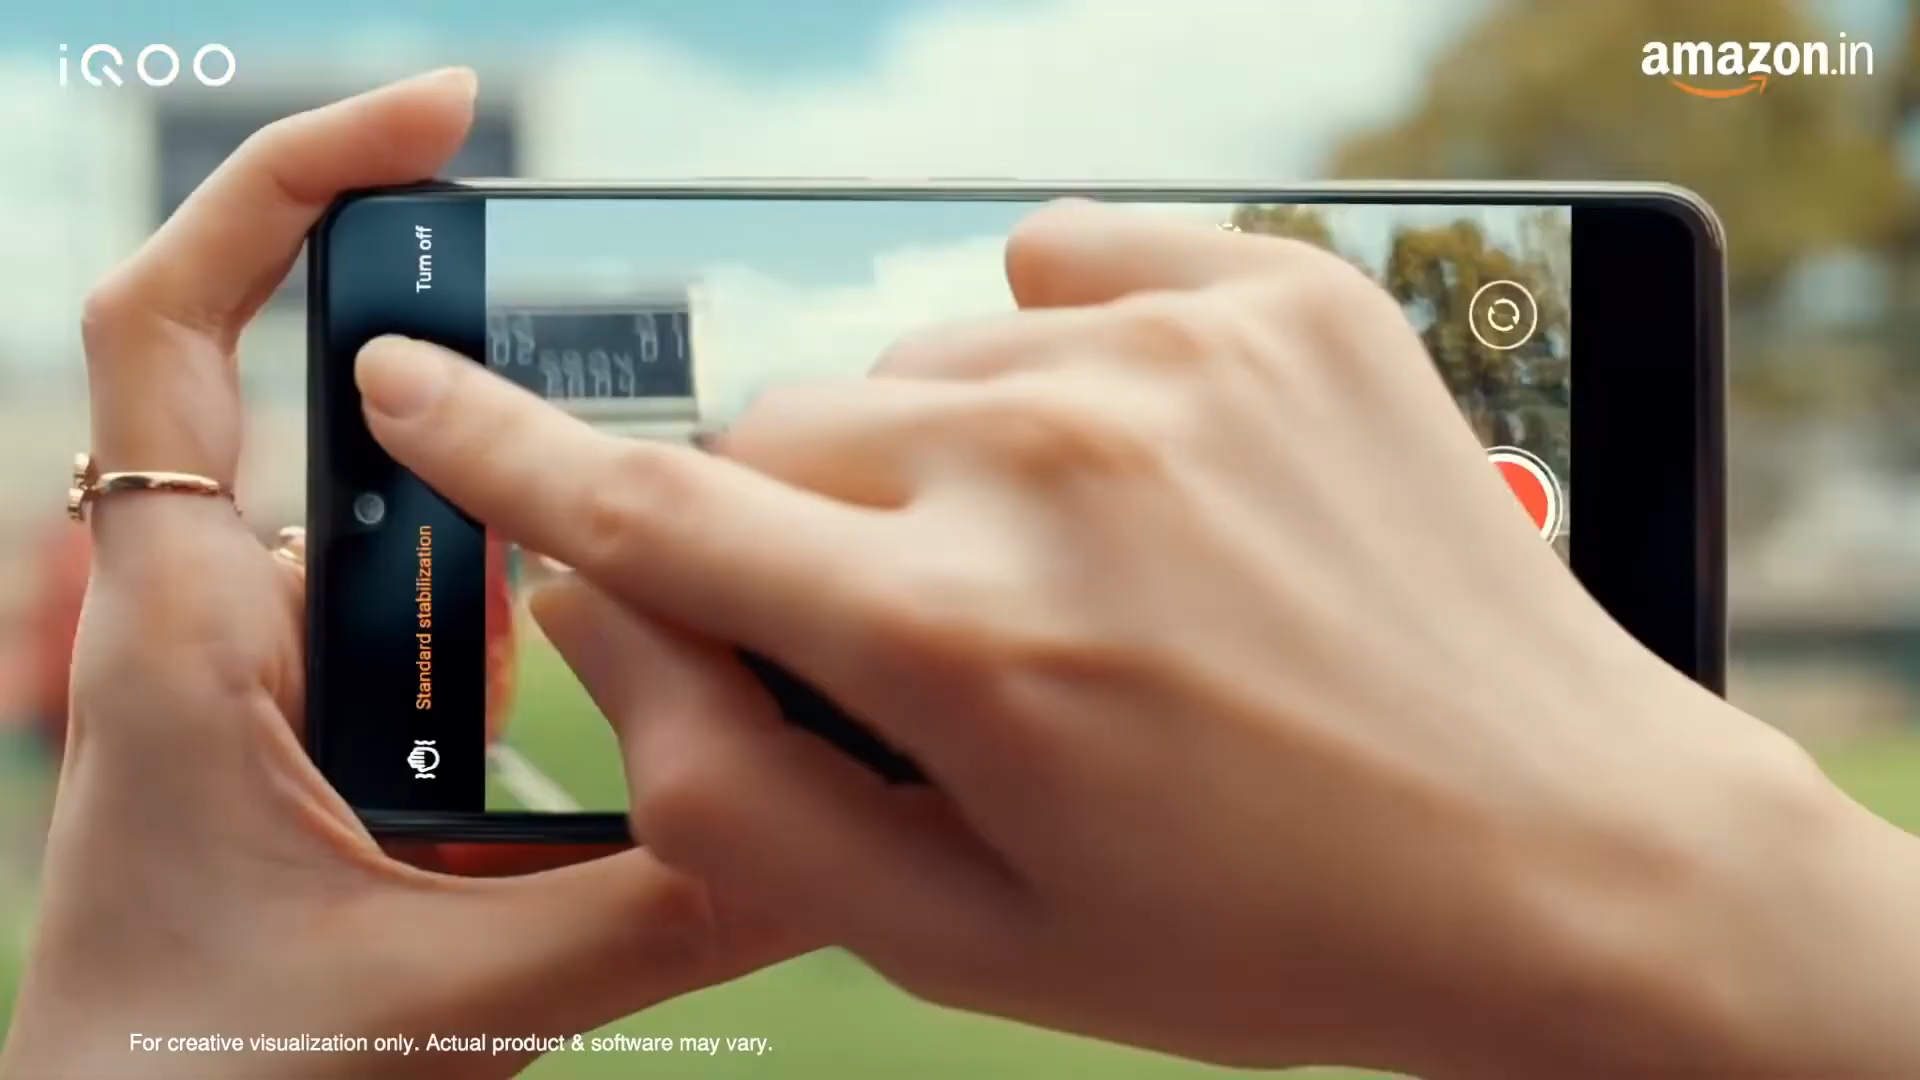 iQOO
amazon.in
Turn off
Standard stabilization
For creative visualization only. Actual product & software may vary.